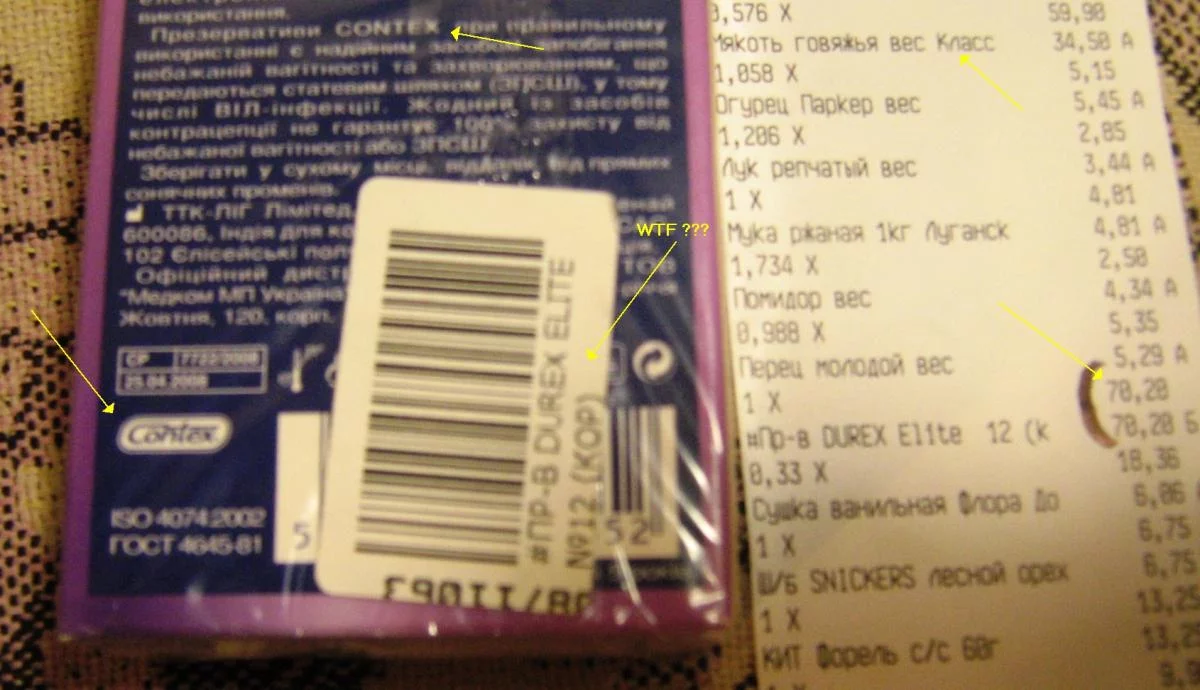 використання.
Презервативи CONTEX при правильному
використанні є надійним засобом запобігання
небажаній вагітності та захворюванням, що
передаються статевим шляхом (ЗПСШ), у тому
числі ВІЛ-інфекції. Жодний із засобів
контрацепції не гарантує 100% захисту від
небажаної вагітності або ЗПСШ.
Зберігати у сухому місці, віддалік від прямих
сонячних променів.
ТТК-ЛІГ Лімітед,
600086, Індія для
102 Єлісейські
Офіційний
"Медком МП Україна"
Жовтня, 120, корп.
СР 7722/2008
25.04.2008
Contex
ISO 4074:2002
ГОСТ 4645-81
5
52
#ПР-В DUREX ELITE
№12 (КОР)
WTF ???
0,576 X 59,90
Мякоть говяжья вес Класс 34,50 А
1,058 X 5,15
Огурец Паркер вес 5,45 А
1,206 X 2,85
Лук репчатый вес 3,44 А
1 X 4,81
Мука ржаная 1кг Луганск 4,81 А
1,734 X 2,50
Помидор вес 4,34 А
0,988 X 5,35
Перец молодой вес 5,29 А
1 X 70,20
#Пр-в DUREX Elite 12 (к 70,20 Б
0,33 X 18,36
Сушка ванильная Флора До 6,06
1 X 6,75
Ш/б SNICKERS лесной орех 6,75
1 X 13,25
КИТ Форель с/с 60г